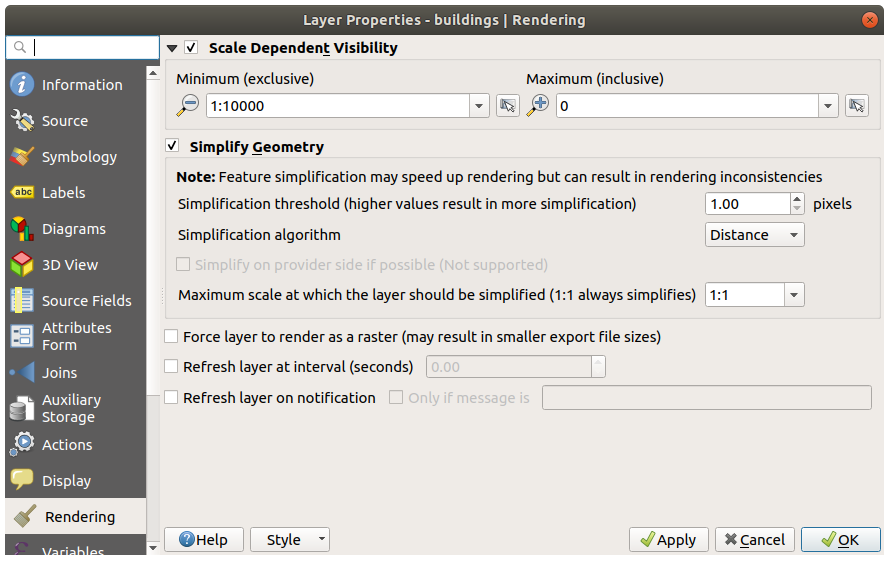 Layer Properties - buildings | Rendering
Information
Source
Symbology
abc Labels
Diagrams
3D View
Source Fields
Attributes
Form
Joins
Auxiliary
Storage
Actions
Display
Rendering
Variables
Scale Dependent Visibility
Minimum (exclusive) Maximum (inclusive)
1:10000 0
Simplify Geometry
Note: Feature simplification may speed up rendering but can result in rendering inconsistencies
Simplification threshold (higher values result in more simplification) 1.00 pixels
Simplification algorithm Distance
Simplify on provider side if possible (Not supported)
Maximum scale at which the layer should be simplified (1:1 always simplifies) 1:1
Force layer to render as a raster (may result in smaller export file sizes)
Refresh layer at interval (seconds) 0.00
Refresh layer on notification Only if message is
Help Style Apply Cancel OK